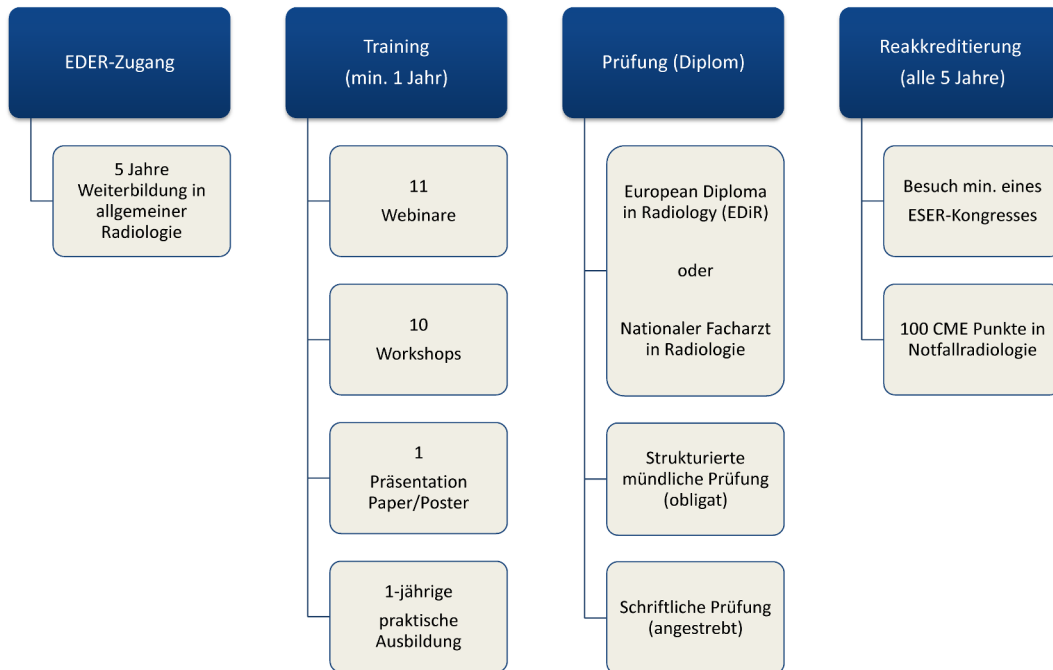 EDER-Zugang
5 Jahre
Weiterbildung in
allgemeiner
Radiologie
Training
(min. 1 Jahr)
11
Webinare
10
Workshops
1
Präsentation
Paper/Poster
1-jährige
praktische
Ausbildung
Prüfung (Diplom)
European Diploma
in Radiology (EDiR)
oder
Nationaler Facharzt
in Radiologie
Strukturierte
mündliche Prüfung
(obligat)
Schriftliche Prüfung
(angestrebt)
Reakkreditierung
(alle 5 Jahre)
Besuch min. eines
ESER-Kongresses
100 CME Punkte in
Notfallradiologie